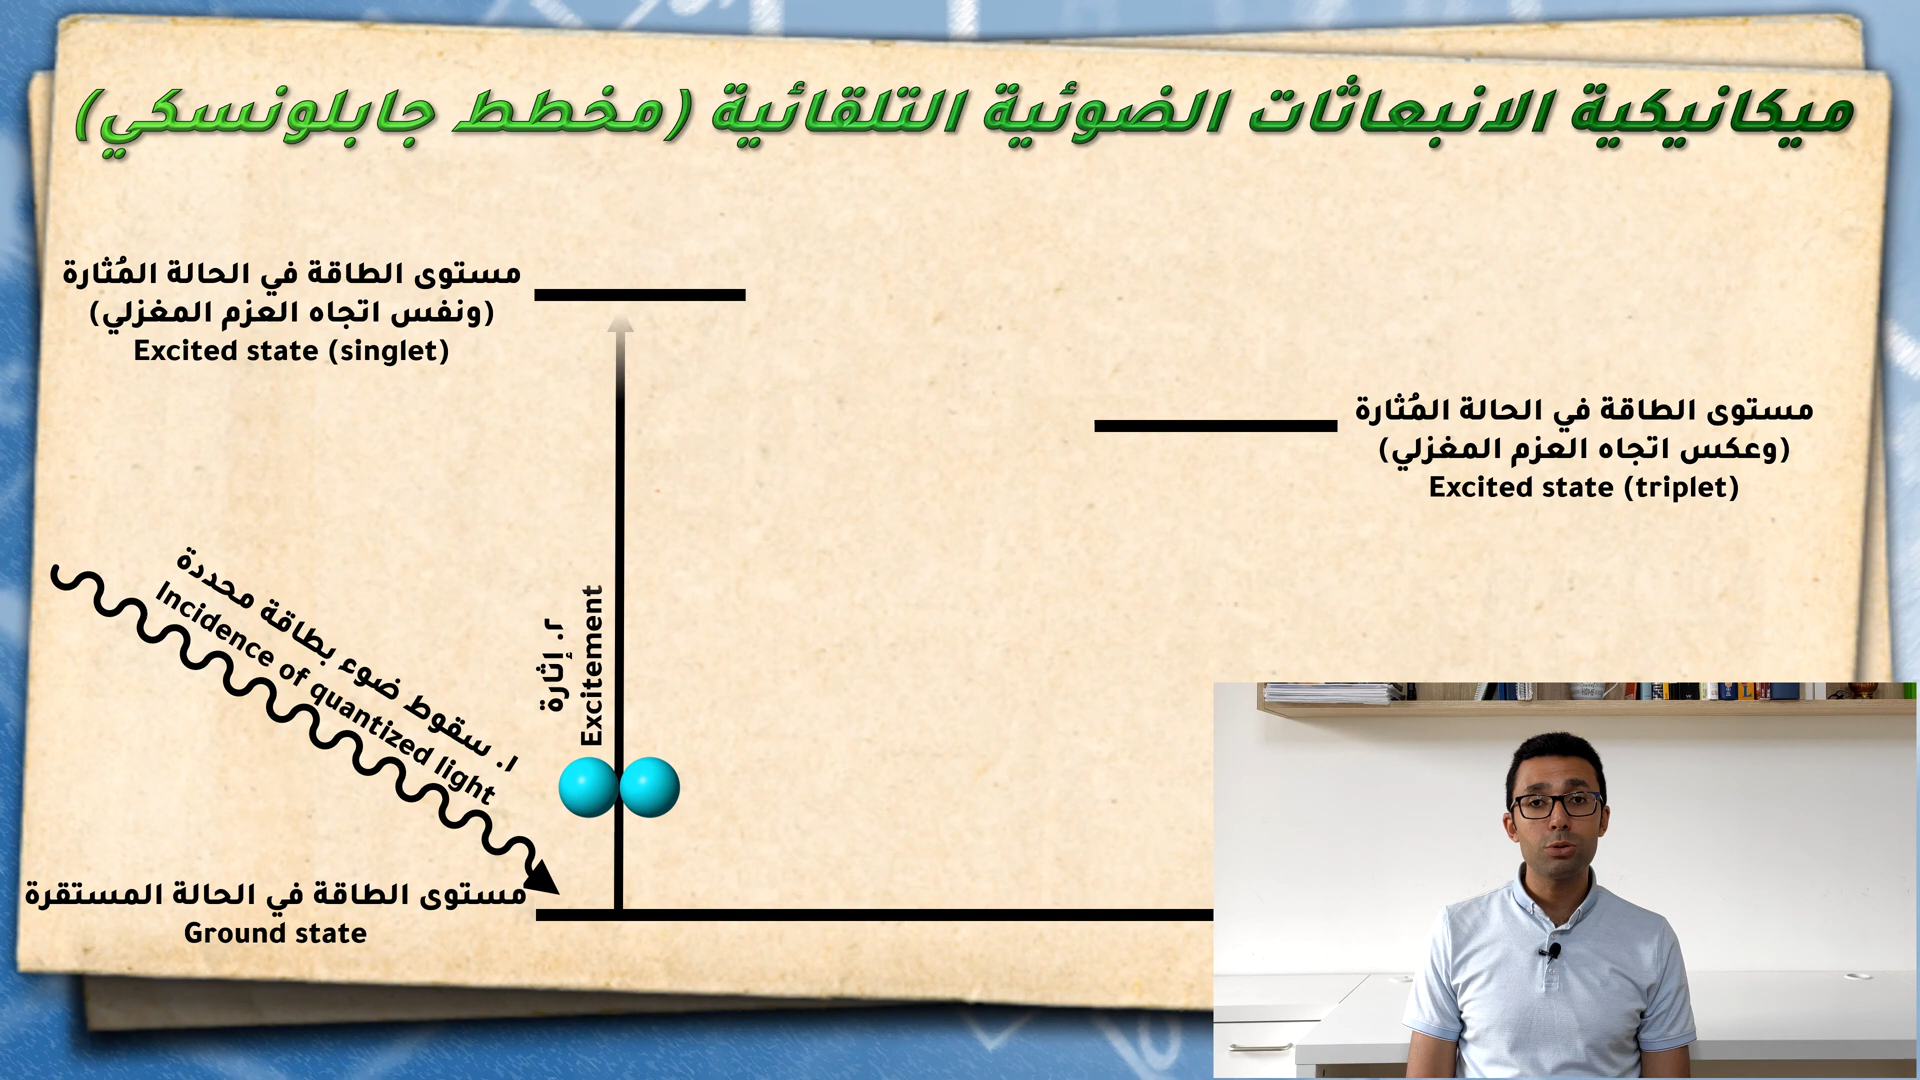 ميكانيكية الانبعاثات الضوئية التلقائية (مخطط جابلونسكي)
مستوى الطاقة في الحالة المُثارة
(ونفس اتجاه العزم المغزلي)
Excited state (singlet)
مستوى الطاقة في الحالة المُثارة
(وعكس اتجاه العزم المغزلي)
Excited state (triplet)
١. سقوط ضوء بطاقة محددة
Incidence of quantized light
٢. إثارة
Excitement
مستوى الطاقة في الحالة المستقرة
Ground state